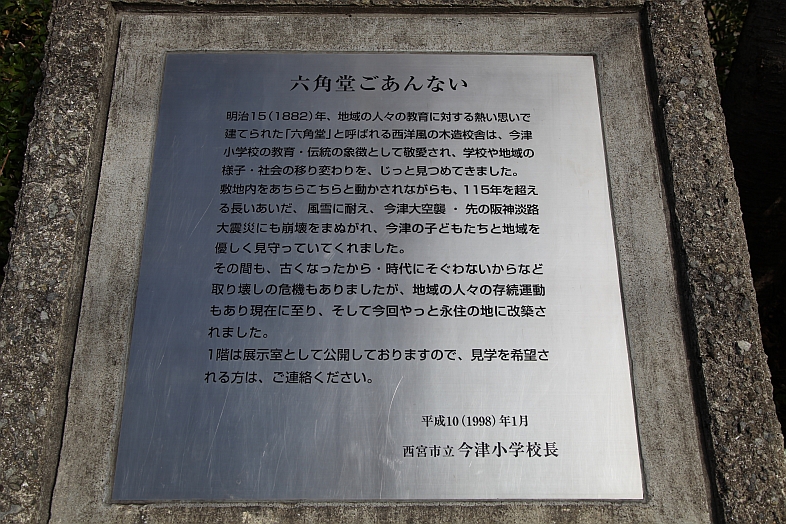 六角堂ごあんない
明治15(1882)年、地域の人々の教育に対する熱い思いで
建てられた「六角堂」と呼ばれる西洋風の木造校舎は、今津
小学校の教育・伝統の象徴として敬愛され、学校や地域の
様子・社会の移り変わりを、じっと見つめてきました。
敷地内をあちらこちらと動かされながらも、115年を超え
る長いあいだ、風雪に耐え、今津大空襲・先の阪神淡路
大震災にも崩壊をまぬがれ、今津の子どもたちと地域を
優しく見守っていてくれました。
その間も、古くなったから・時代にそぐわないからなど
取り壊しの危機もありましたが、地域の人々の存続運動
もあり現在に至り、そして今回やっと永住の地に改築さ
れました。
1階は展示室として公開しておりますので、見学を希望さ
れる方は、ご連絡ください。
平成10(1998)年1月
西宮市立今津小学校長